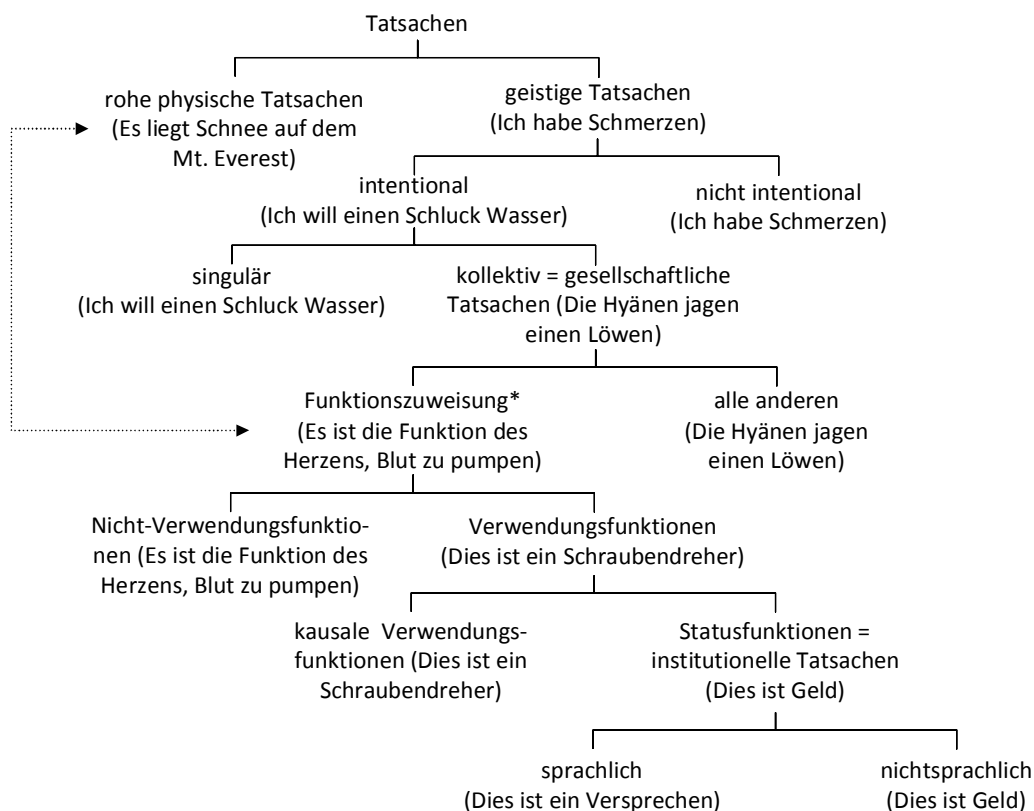 Tatsachen
rohe physische Tatsachen
(Es liegt Schnee auf dem
Mt. Everest)
geistige Tatsachen
(Ich habe Schmerzen)
intentional
(Ich will einen Schluck Wasser)
nicht intentional
(Ich habe Schmerzen)
singulär
(Ich will einen Schluck Wasser)
kollektiv = gesellschaftliche
Tatsachen (Die Hyänen jagen
einen Löwen)
Funktionszuweisung*
(Es ist die Funktion des
Herzens, Blut zu pumpen)
alle anderen
(Die Hyänen jagen
einen Löwen)
Nicht-Verwendungsfunktio-
nen (Es ist die Funktion des
Herzens, Blut zu pumpen)
Verwendungsfunktionen
(Dies ist ein Schraubendreher)
kausale Verwendungs-
funktionen (Dies ist ein
Schraubendreher)
Statusfunktionen =
institutionelle Tatsachen
(Dies ist Geld)
sprachlich
(Dies ist ein Versprechen)
nichtsprachlich
(Dies ist Geld)